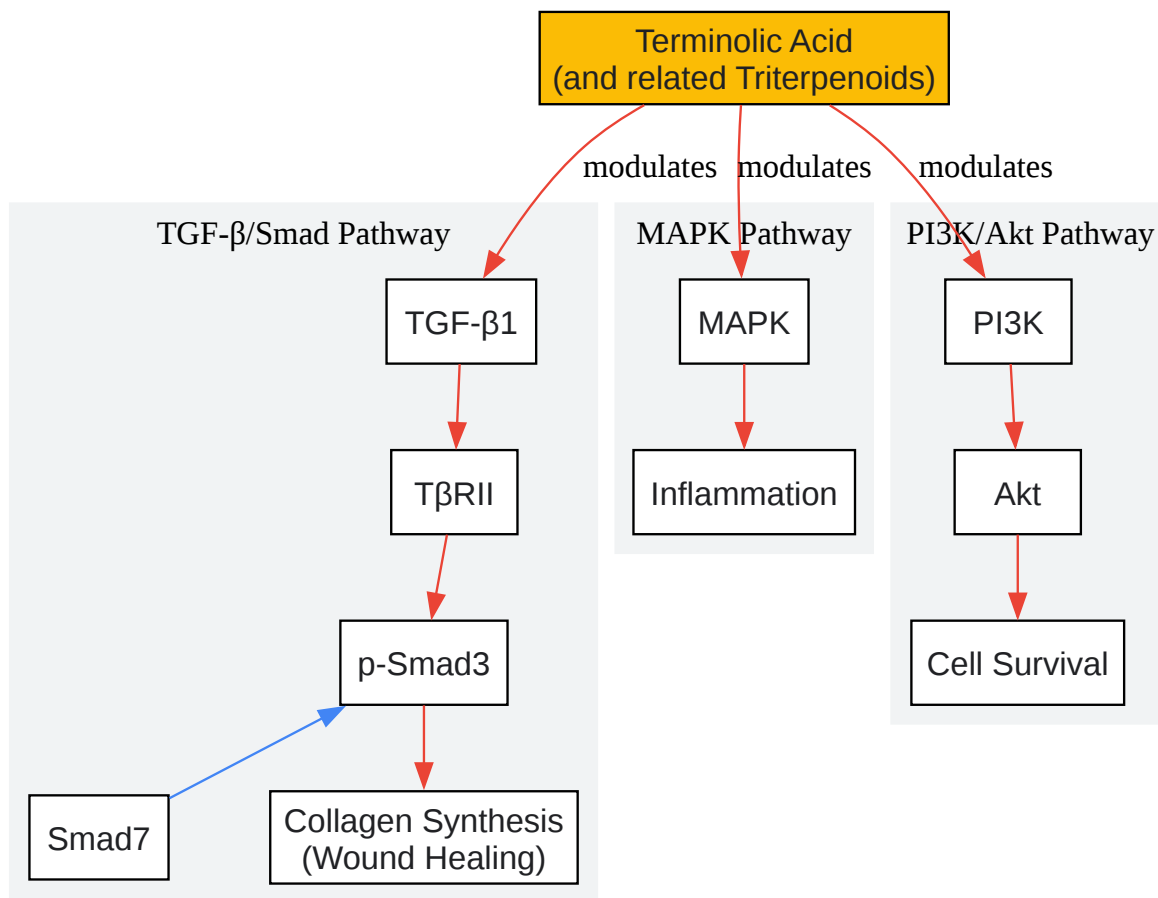 Terminolic Acid
(and related Triterpenoids)
modulates
modulates
modulates
TGF-β/Smad Pathway
MAPK Pathway
PI3K/Akt Pathway
TGF-β1
MAPK
PI3K
TβRII
Inflammation
Akt
p-Smad3
Cell Survival
Smad7
Collagen Synthesis
(Wound Healing)